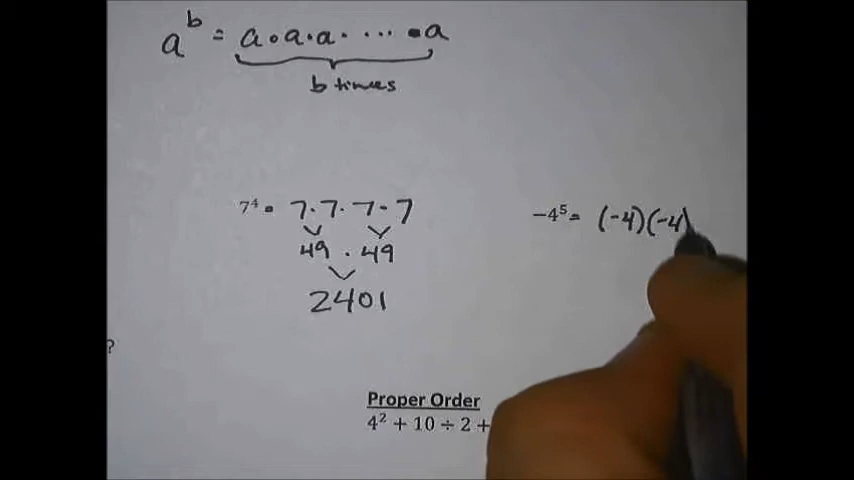 a^b = a·a·a· ... ·a
b times
7⁴ = 7·7·7·7
49 · 49
2401
−4⁵ = (-4)(-4)
?
Proper Order
4² + 10 ÷ 2 +